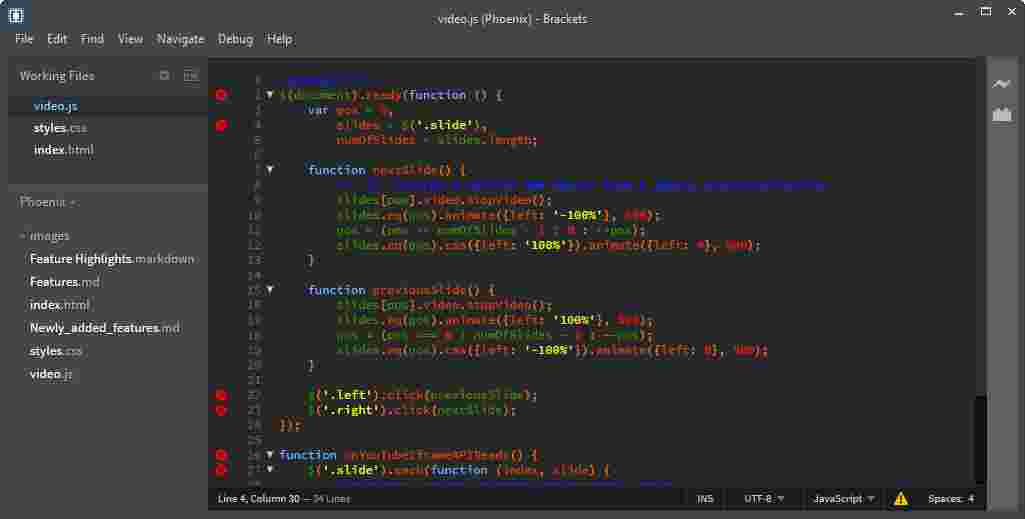 video.js (Phoenix) - Brackets
File Edit Find View Navigate Debug Help
Working Files
video.js
styles.css
index.html
Phoenix
images
Feature Highlights.markdown
Features.md
index.html
Newly_added_features.md
styles.css
video.js
2 $(document).ready(function () {
3 var pos = 0,
4 slides = $('.slide'),
5 numOfSlides = slides.length;
6
7 function nextSlide() {
8
9 slides[pos].video.stopVideo();
10 slides.eq(pos).animate({left: '-100%'}, 500);
11 pos = (pos numOfSlides - 1 ? 0 : ++pos);
12 slides.eq(pos).css({left: '100%'}).animate({left: 0}, 500);
13 }
14
15 function previousSlide() {
16 slides[pos].video.stopVideo();
17 slides.eq(pos).animate({left: '100%'}, 500);
18 pos = (pos === 0 ? numOfSlides - 1 : --pos);
19 slides.eq(pos).css({left: '-100%'}).animate({left: 0}, 500);
20 }
21
22 $('.left').click(previousSlide);
23 $('.right').click(nextSlide);
24 });
25
26 function onYouTubeIframeAPIReady() {
27 $('.slide').each(function (index, slide) {
28
Line 4, Column 30 — 34 Lines INS UTF-8 JavaScript Spaces: 4